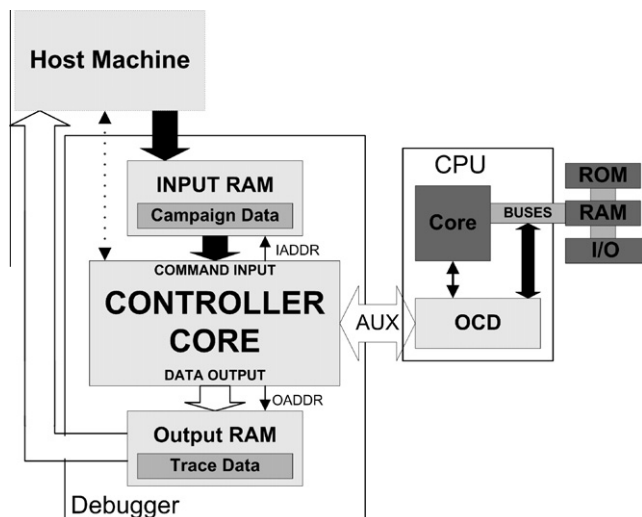 Host Machine
INPUT RAM
Campaign Data
IADDR
COMMAND INPUT
CONTROLLER
CORE
DATA OUTPUT
OADDR
Output RAM
Trace Data
Debugger
AUX
CPU
Core
BUSES
OCD
ROM
RAM
I/O